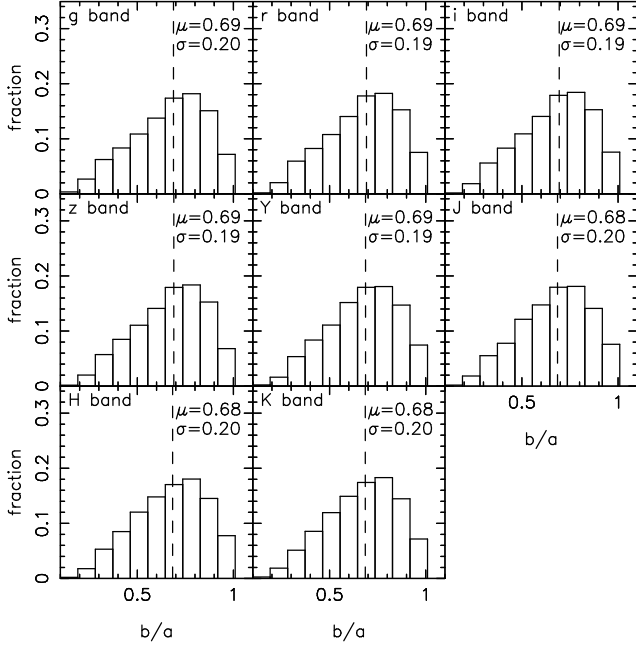 g band
μ=0.69
σ=0.20
r band
μ=0.69
σ=0.19
i band
μ=0.69
σ=0.19
fraction
0.3
0.2
0.1
0
z band
μ=0.69
σ=0.19
Y band
μ=0.69
σ=0.19
J band
μ=0.68
σ=0.20
fraction
0.3
0.2
0.1
0
0.5
1
b/a
H band
μ=0.68
σ=0.20
K band
μ=0.68
σ=0.20
fraction
0.3
0.2
0.1
0
0.5
1
0.5
1
b/a
b/a